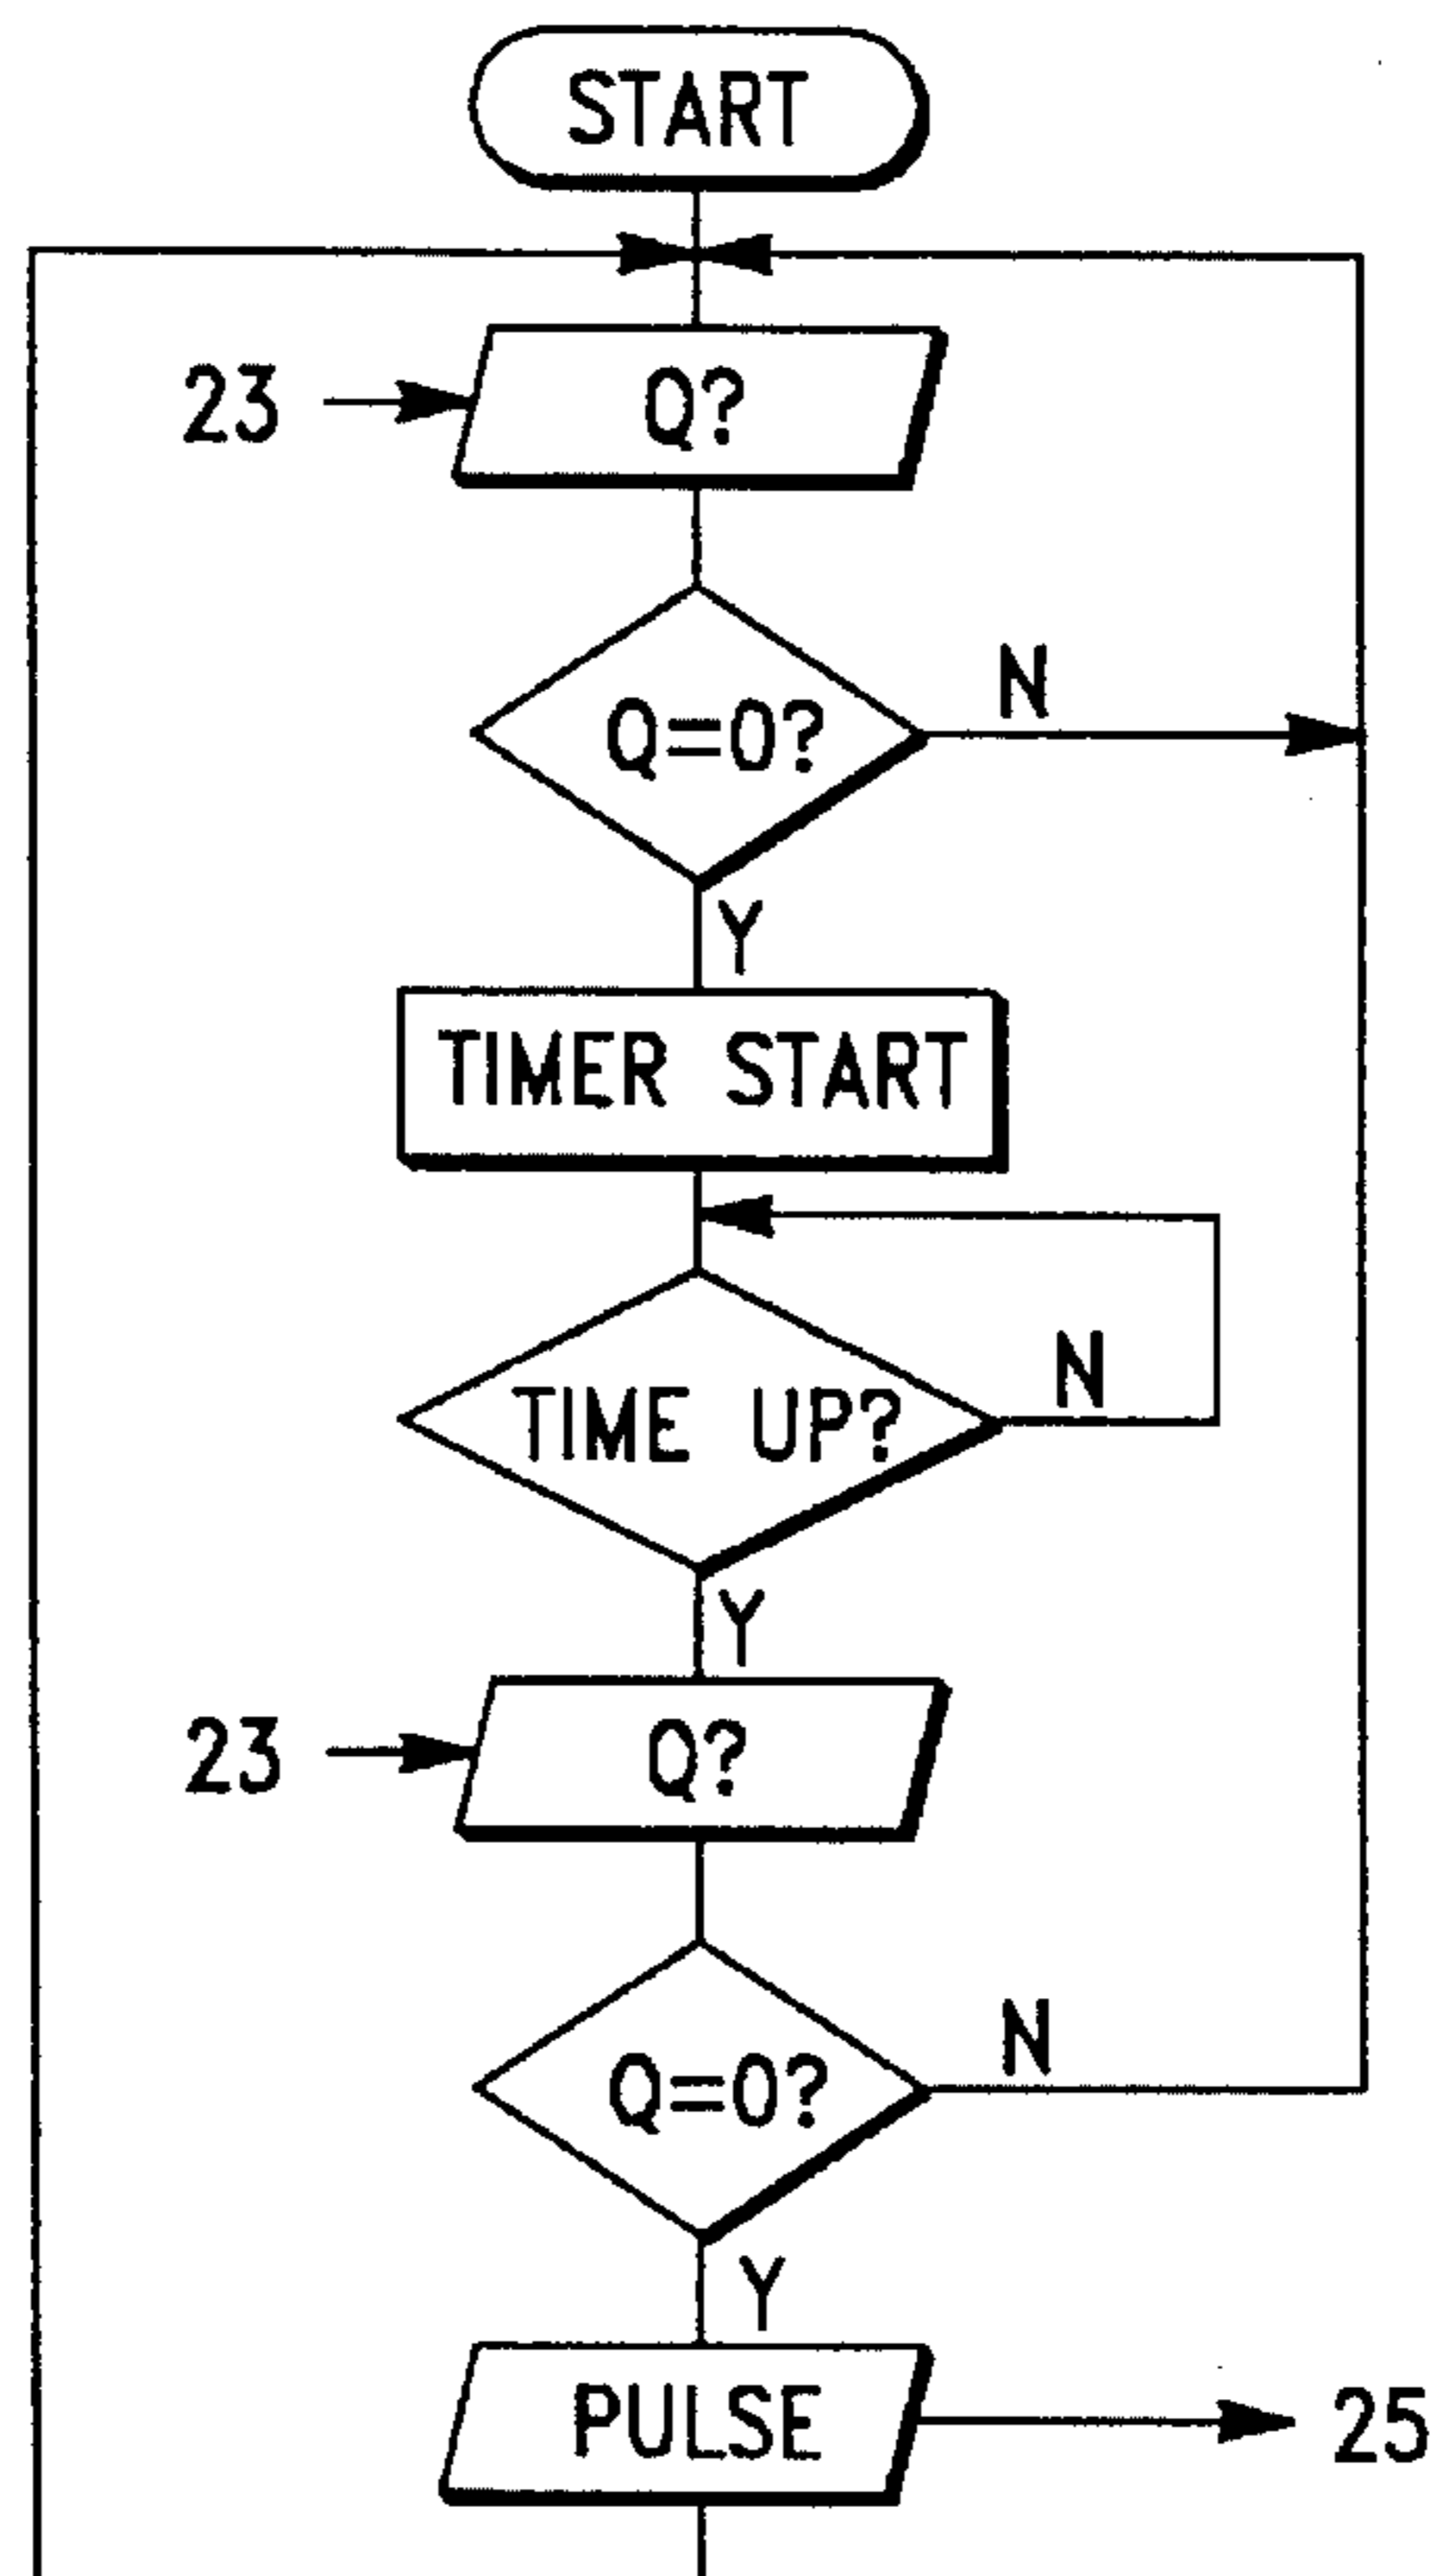 START
23
Q?
Q=0?
N
Y
TIMER START
TIME UP?
N
Y
23
Q?
Q=0?
N
Y
PULSE
25